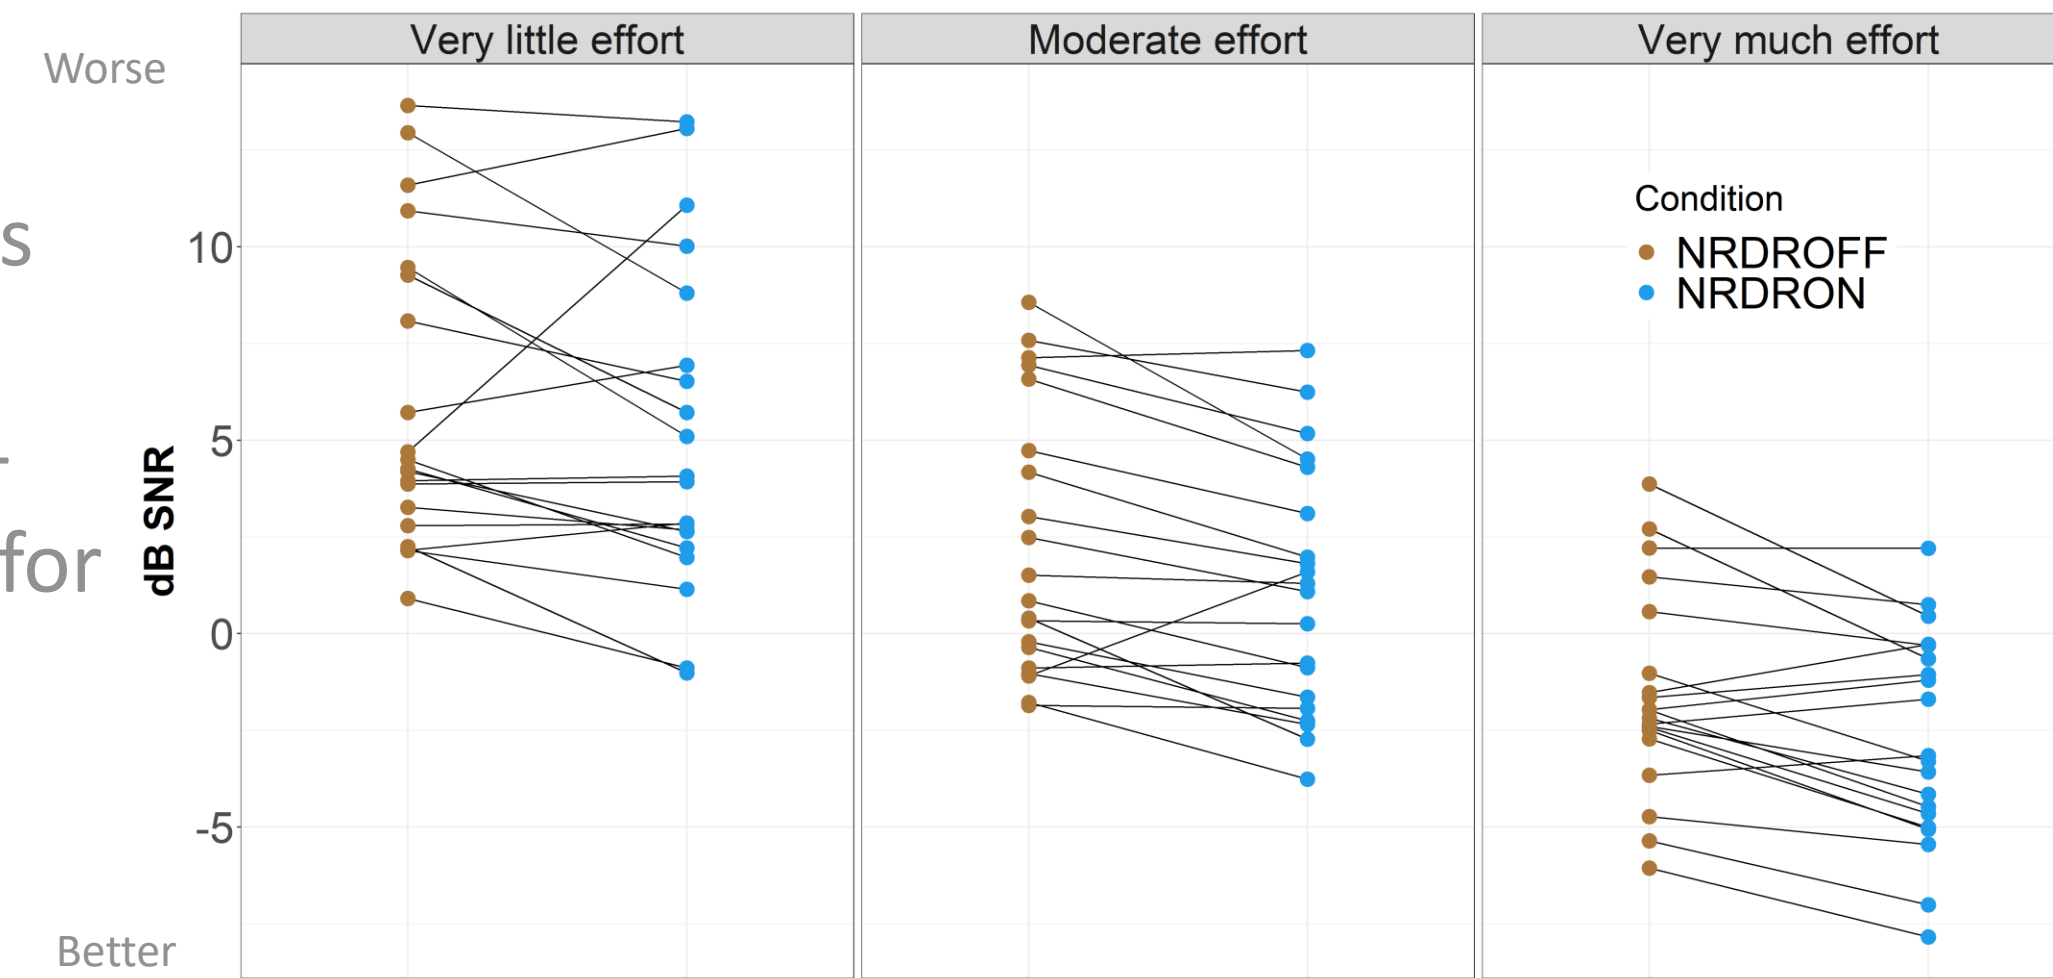 Very little effort
Moderate effort
Very much effort
Worse
Condition
NRDROFF
NRDRON
s
10
5
dB SNR
for
0
-5
Better